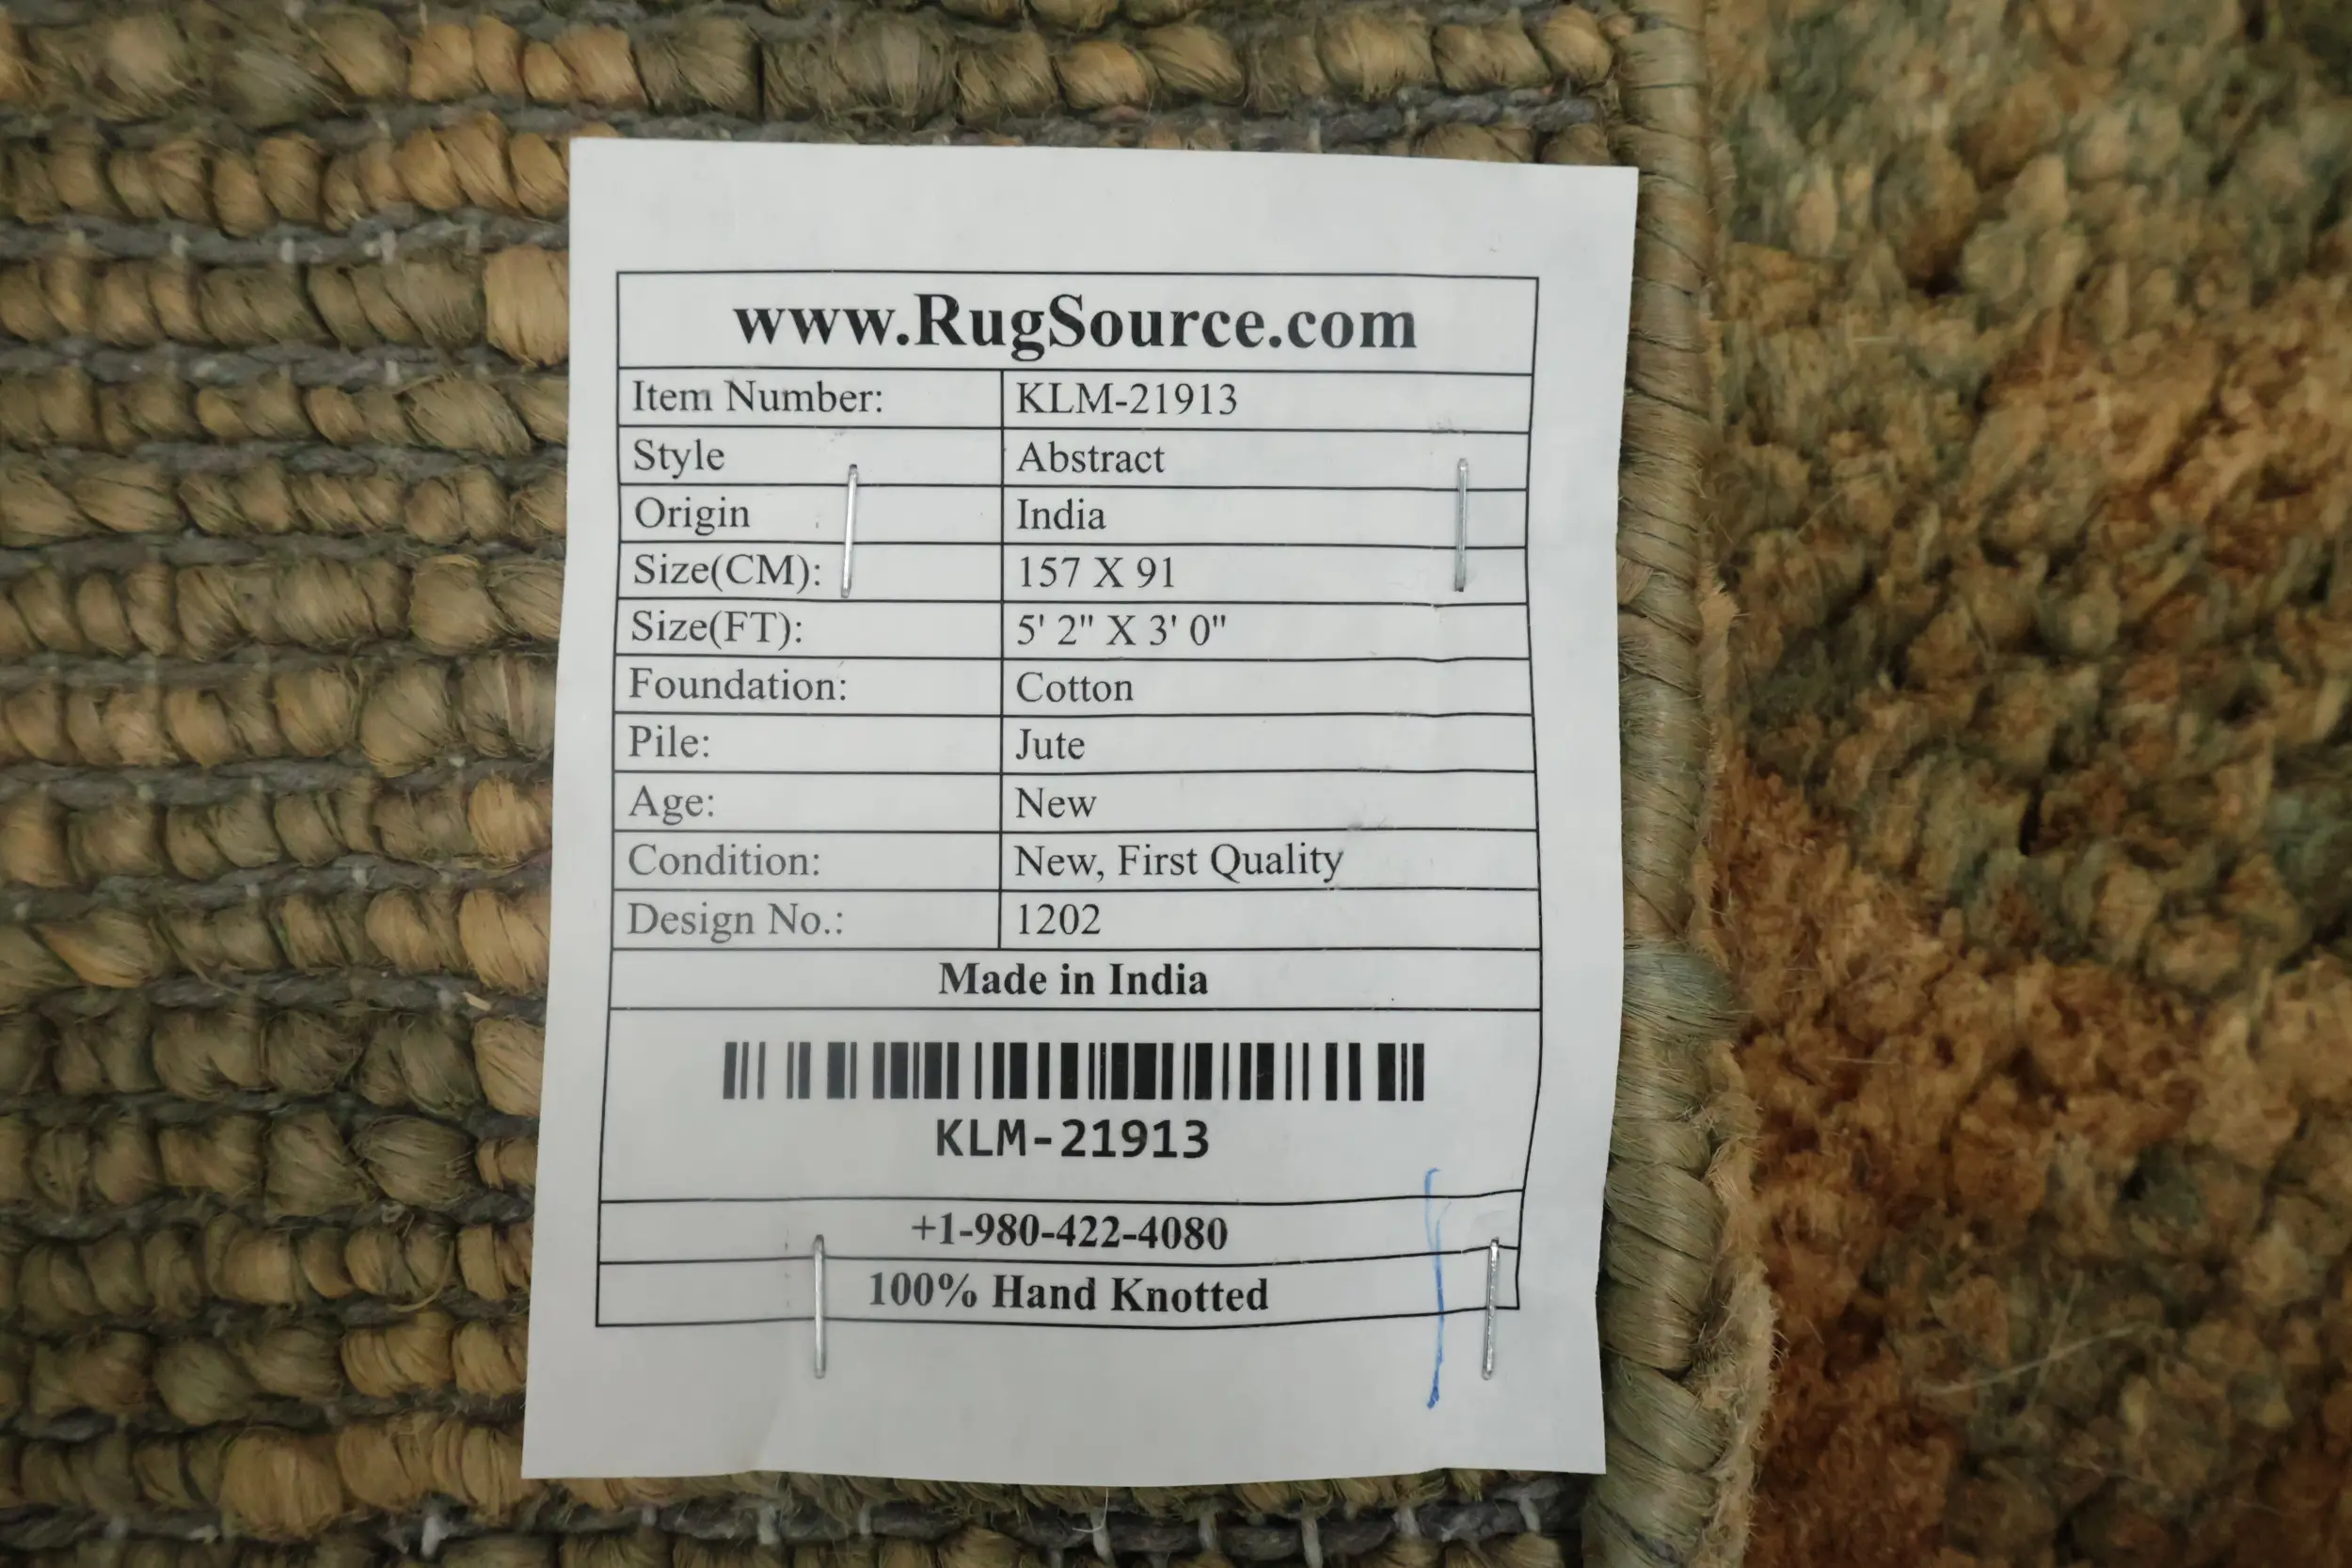 www.RugSource.com
Item Number: KLM-21913
Style Abstract
Origin India
Size(CM): 157 X 91
Size(FT): 5' 2" X 3' 0"
Foundation: Cotton
Pile: Jute
Age: New
Condition: New, First Quality
Design No.: 1202
Made in India
KLM-21913
+1-980-422-4080
100% Hand Knotted